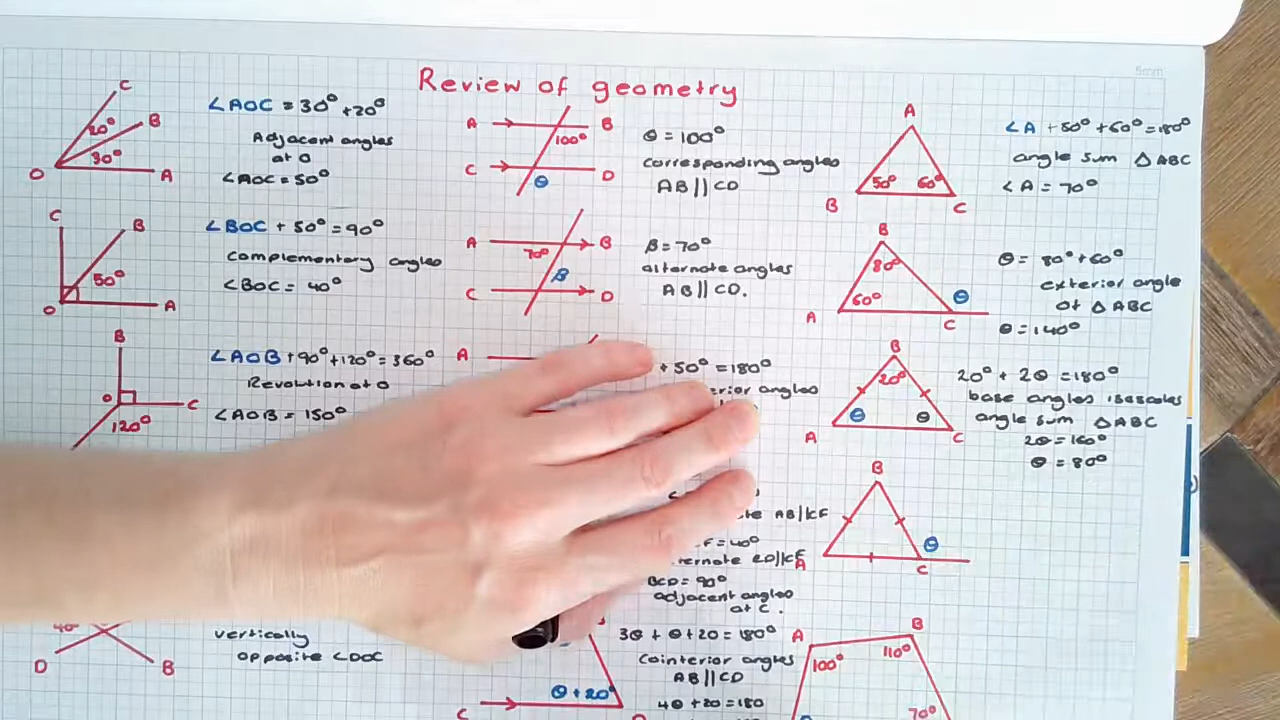 5mm
Review of geometry
C
20°
B
30°
O
A
∠AOC = 30° +20°
Adjacent angles
at O
∠AOC = 50°
C
B
50°
O
A
∠BOC + 50° = 90°
complementary angles
∠BOC = 40°
B
O
C
120°
∠AOB +90°+120°=360°
Revolution at O
∠AOB = 150°
40°
D
B
vertically
opposite ∠DOC
A
B
100°
C
D
θ
θ = 100°
corresponding angles
AB || CD
A
B
70°
β
C
D
β = 70°
alternate angles
AB || CD.
A
+ 50° = 180°
angles
AB||CF
= 40°
ED||CF
BCD = 90°
adjacent angles
at C.
θ + 20°
C
3θ + θ + 20 = 180°
Cointerior angles
AB || CD
4θ + 20 = 180
A
50°
60°
B
C
∠A + 50° + 60° = 180°
angle sum △ABC
∠A = 70°
B
80°
60°
θ
A
C
θ = 80° + 60°
exterior angle
of △ABC
θ = 140°
B
20°
θ
θ
A
C
20° + 2θ = 180°
base angles isosceles
angle sum △ABC
2θ = 160°
θ = 80°
B
θ
A
C
A
B
100°
110°
70°